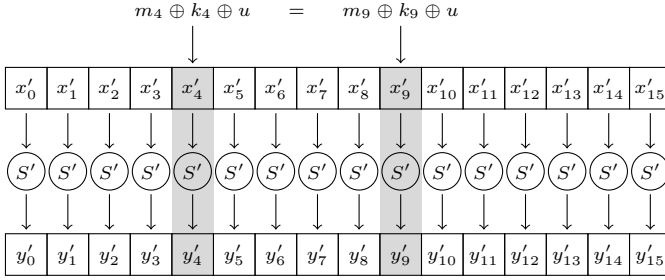 m₄ ⊕ k₄ ⊕ u = m₉ ⊕ k₉ ⊕ u
x′₀ x′₁ x′₂ x′₃ x′₄ x′₅ x′₆ x′₇ x′₈ x′₉ x′₁₀ x′₁₁ x′₁₂ x′₁₃ x′₁₄ x′₁₅
S′ S′ S′ S′ S′ S′ S′ S′ S′ S′ S′ S′ S′ S′ S′ S′
y′₀ y′₁ y′₂ y′₃ y′₄ y′₅ y′₆ y′₇ y′₈ y′₉ y′₁₀ y′₁₁ y′₁₂ y′₁₃ y′₁₄ y′₁₅